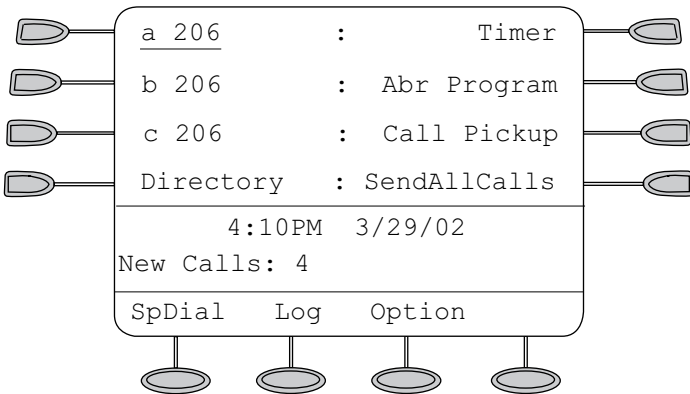 a 206 : Timer
b 206 : Abr Program
c 206 : Call Pickup
Directory : SendAllCalls
4:10PM 3/29/02
New Calls: 4
SpDial Log Option